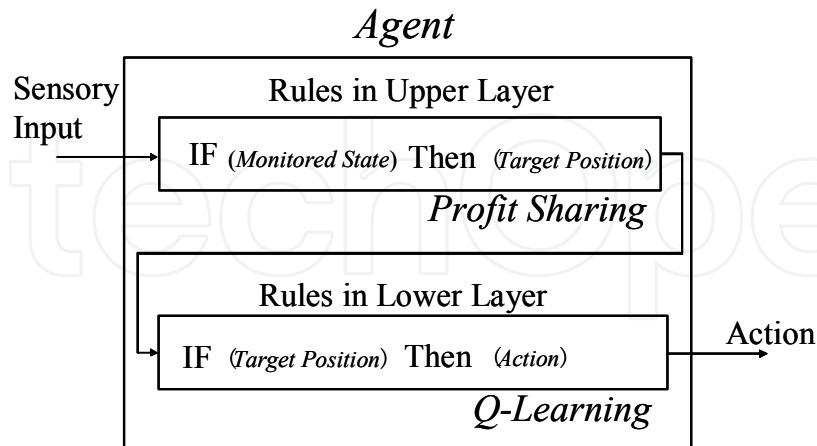 Agent
Sensory
Input
Rules in Upper Layer
IF (Monitored State) Then (Target Position)
Profit Sharing
Rules in Lower Layer
IF (Target Position) Then (Action)
Action
Q-Learning
techOpe